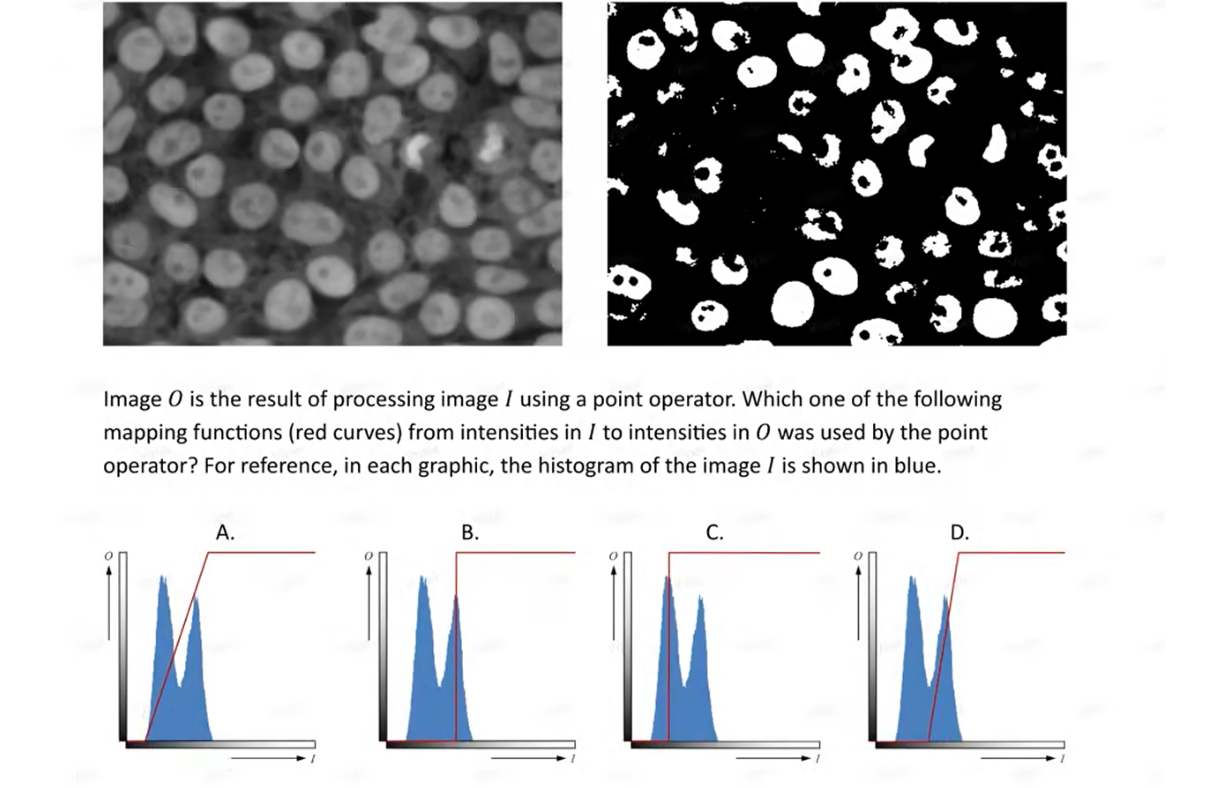 Image O is the result of processing image I using a point operator. Which one of the following
mapping functions (red curves) from intensities in I to intensities in O was used by the point
operator? For reference, in each graphic, the histogram of the image I is shown in blue.
A. B. C. D.
O O O O
I I I I